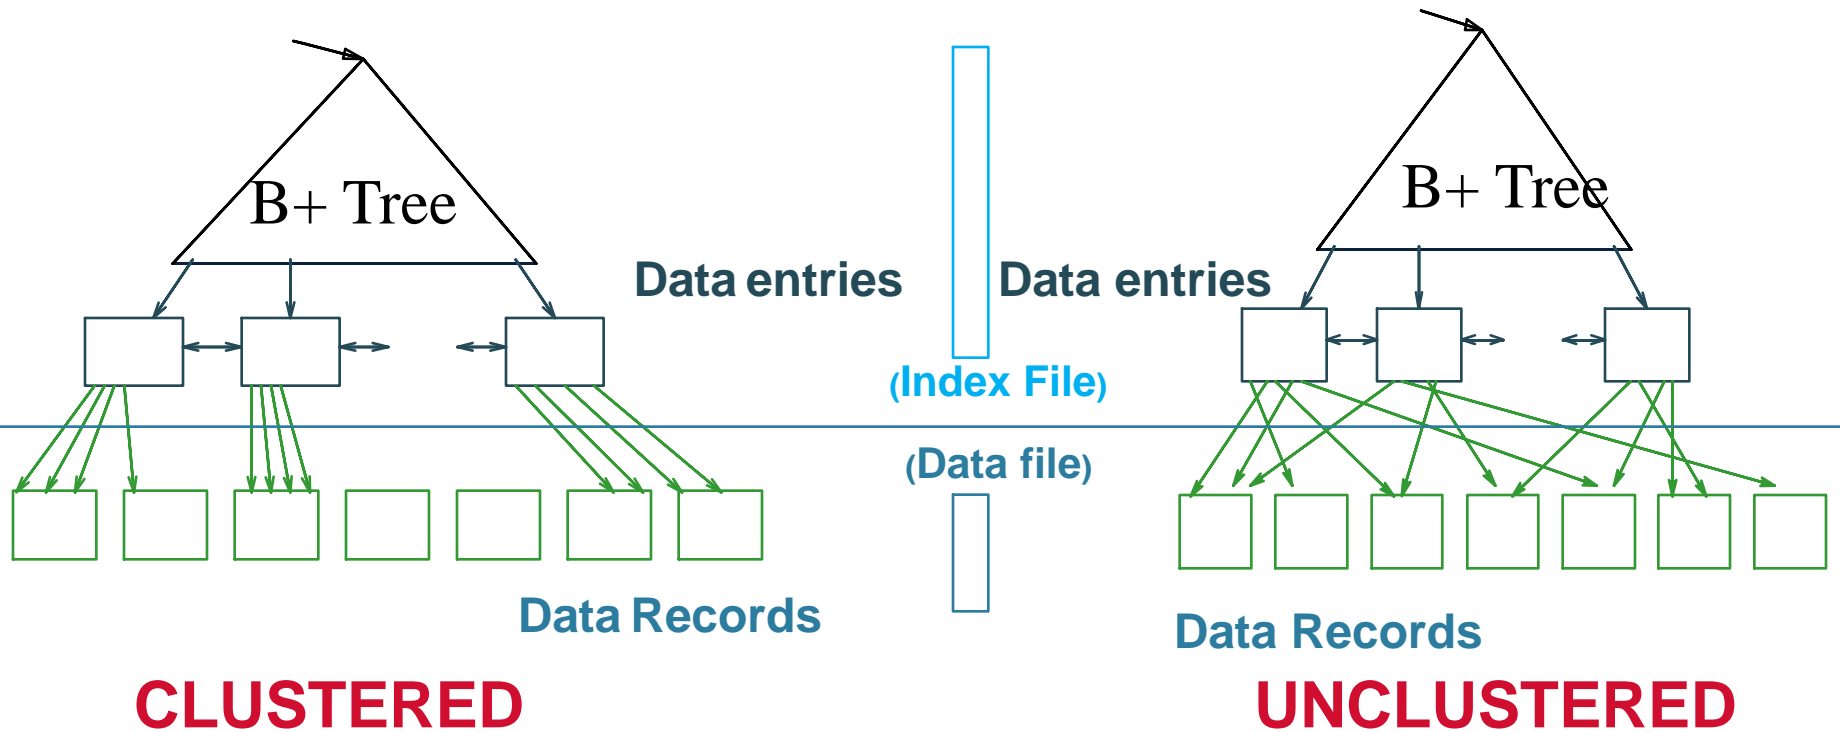 B+ Tree
Data entries
(Index File)
(Data file)
Data Records
CLUSTERED
B+ Tree
Data entries
Data Records
UNCLUSTERED